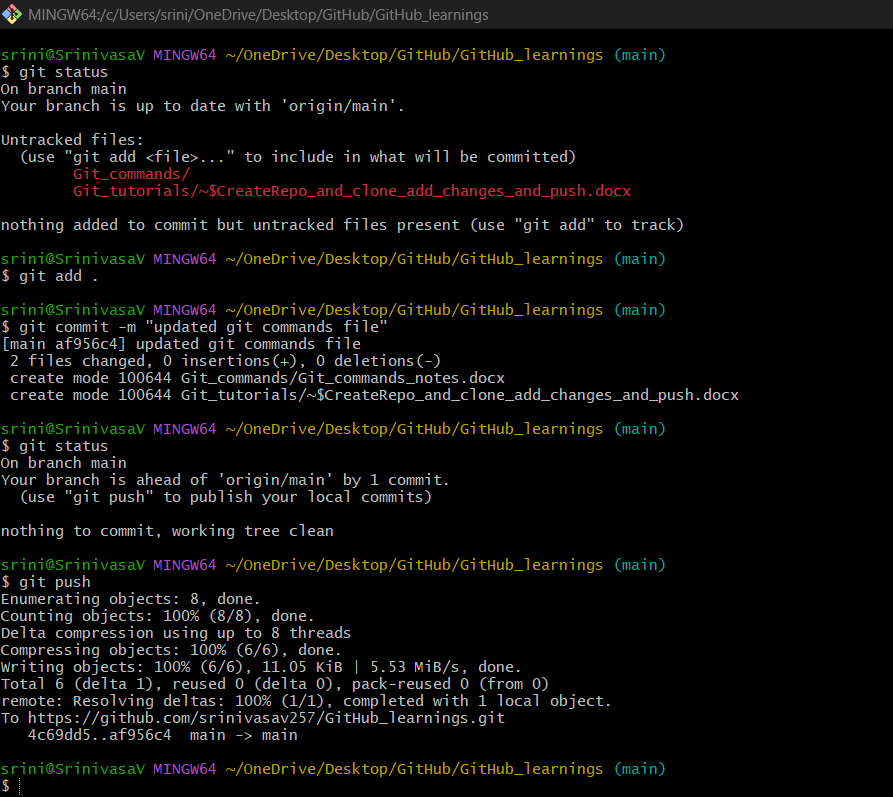 MINGW64:/c/Users/srini/OneDrive/Desktop/GitHub/GitHub_learnings
srini@SrinivasaV MINGW64 ~/OneDrive/Desktop/GitHub/GitHub_learnings (main)
$ git status
On branch main
Your branch is up to date with 'origin/main'.
Untracked files:
  (use "git add <file>..." to include in what will be committed)
        Git_commands/
        Git_tutorials/~$CreateRepo_and_clone_add_changes_and_push.docx
nothing added to commit but untracked files present (use "git add" to track)
srini@SrinivasaV MINGW64 ~/OneDrive/Desktop/GitHub/GitHub_learnings (main)
$ git add .
srini@SrinivasaV MINGW64 ~/OneDrive/Desktop/GitHub/GitHub_learnings (main)
$ git commit -m "updated git commands file"
[main af956c4] updated git commands file
 2 files changed, 0 insertions(+), 0 deletions(-)
 create mode 100644 Git_commands/Git_commands_notes.docx
 create mode 100644 Git_tutorials/~$CreateRepo_and_clone_add_changes_and_push.docx
srini@SrinivasaV MINGW64 ~/OneDrive/Desktop/GitHub/GitHub_learnings (main)
$ git status
On branch main
Your branch is ahead of 'origin/main' by 1 commit.
  (use "git push" to publish your local commits)
nothing to commit, working tree clean
srini@SrinivasaV MINGW64 ~/OneDrive/Desktop/GitHub/GitHub_learnings (main)
$ git push
Enumerating objects: 8, done.
Counting objects: 100% (8/8), done.
Delta compression using up to 8 threads
Compressing objects: 100% (6/6), done.
Writing objects: 100% (6/6), 11.05 KiB | 5.53 MiB/s, done.
Total 6 (delta 1), reused 0 (delta 0), pack-reused 0 (from 0)
remote: Resolving deltas: 100% (1/1), completed with 1 local object.
To https://github.com/srinivasav257/GitHub_learnings.git
   4c69dd5..af956c4  main -> main
srini@SrinivasaV MINGW64 ~/OneDrive/Desktop/GitHub/GitHub_learnings (main)
$